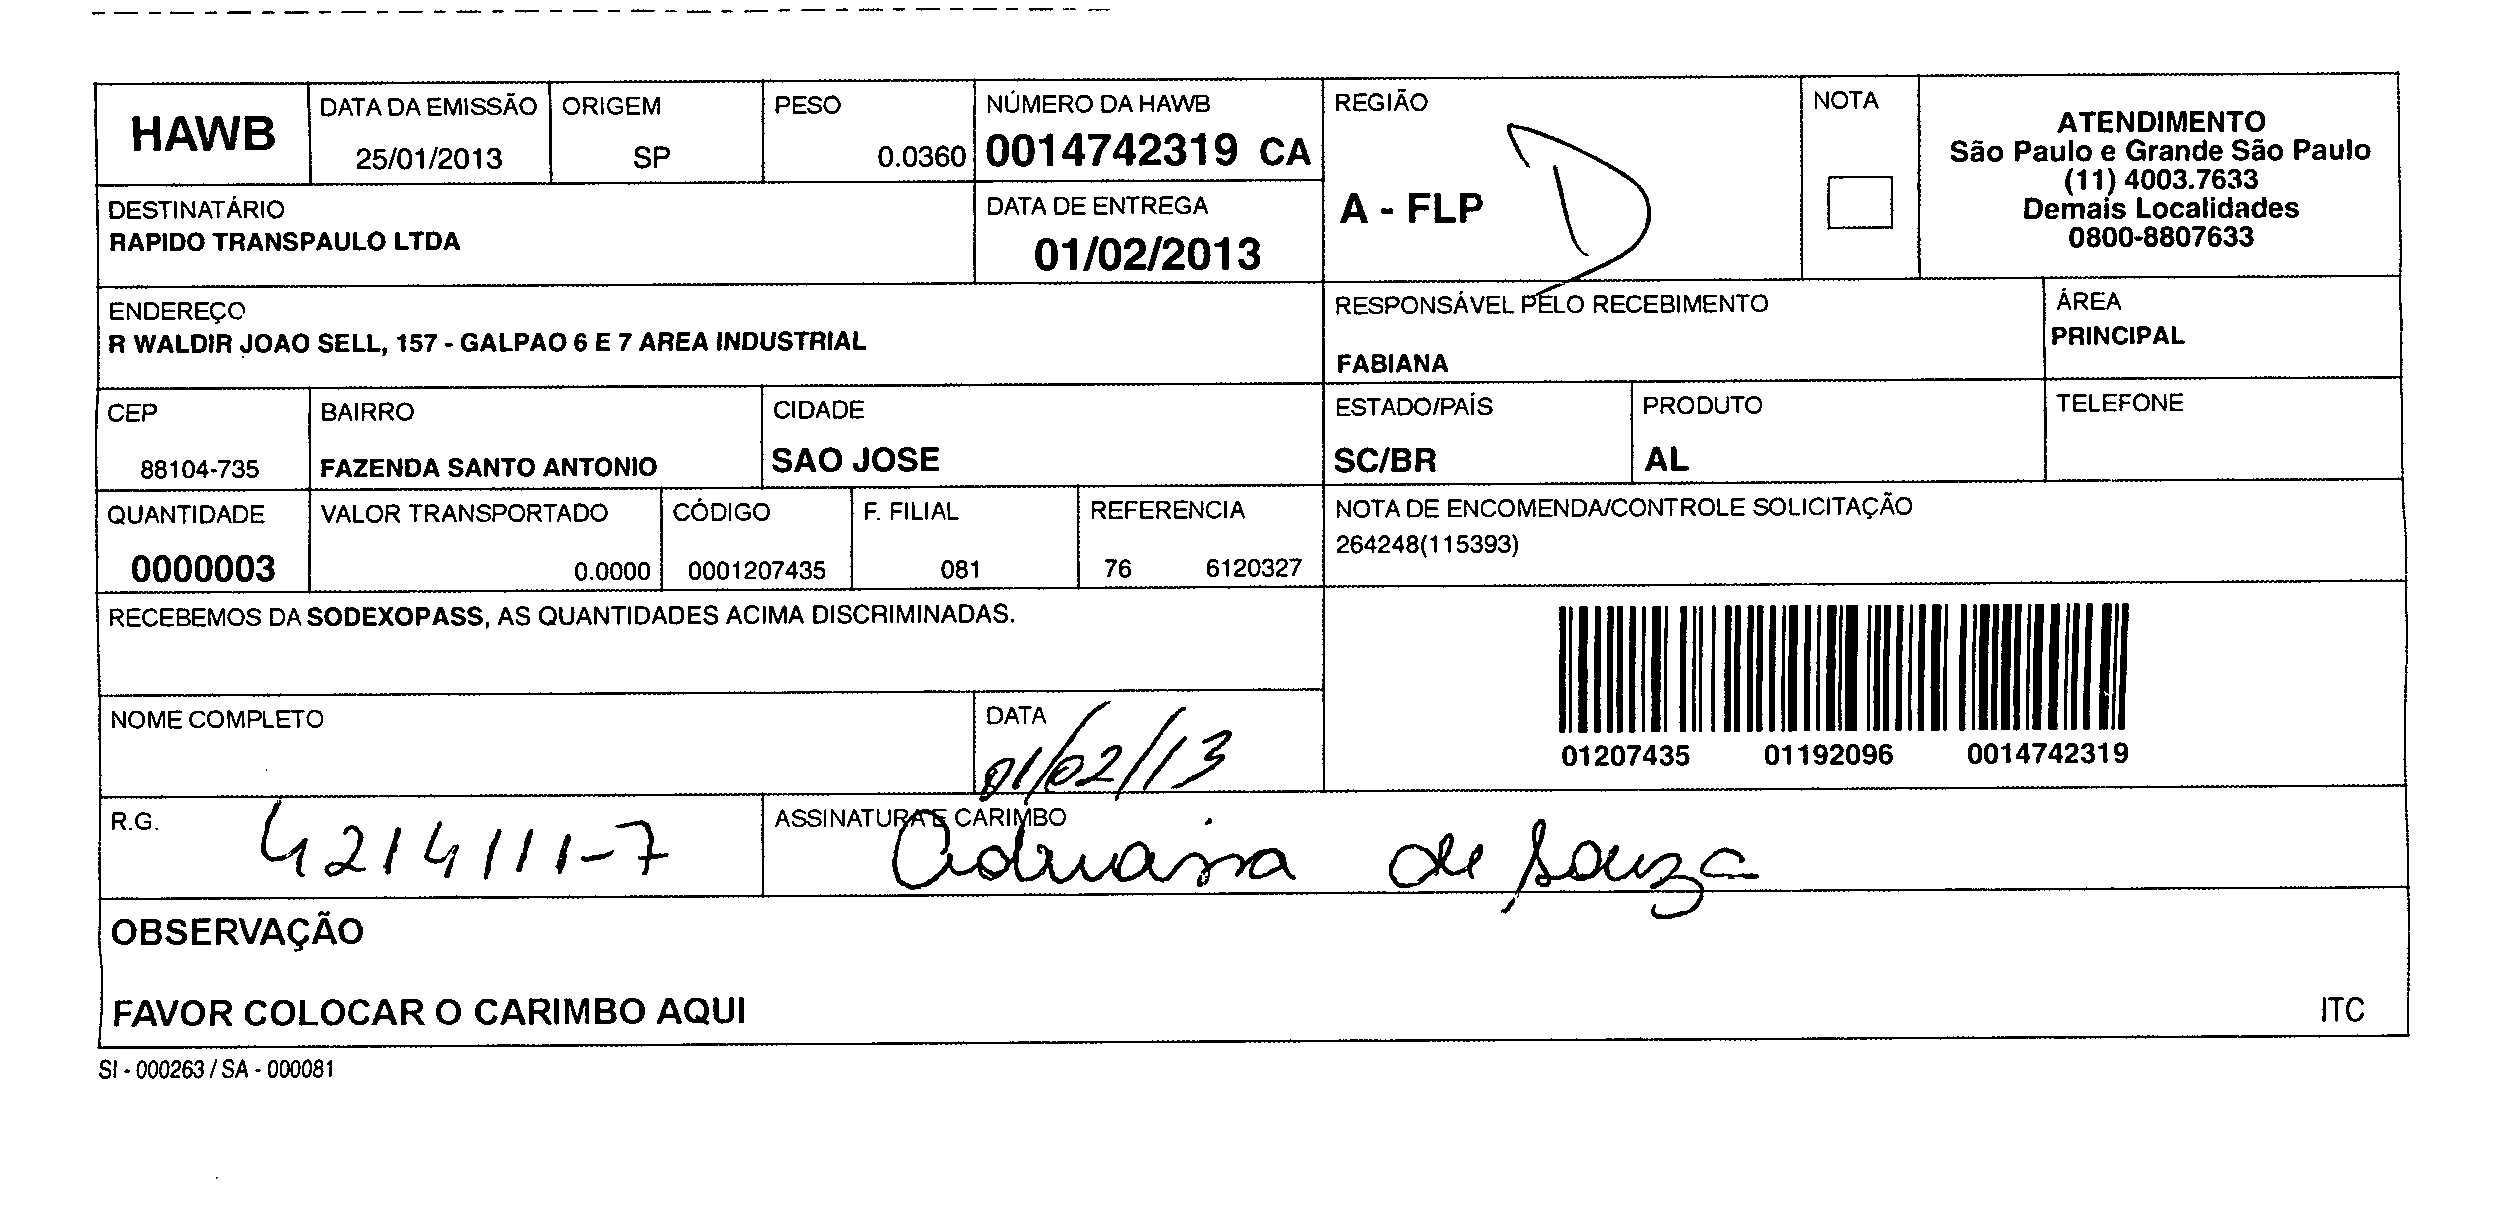 HAWB
DATA DA EMISSÃO
25/01/2013
ORIGEM
SP
PESO
0.0360
NÚMERO DA HAWB
0014742319 CA
REGIÃO
A - FLP
NOTA
ATENDIMENTO
São Paulo e Grande São Paulo
(11) 4003.7633
Demais Localidades
0800-8807633
DESTINATÁRIO
RAPIDO TRANSPAULO LTDA
DATA DE ENTREGA
01/02/2013
ENDEREÇO
R WALDIR JOAO SELL, 157 - GALPAO 6 E 7 AREA INDUSTRIAL
RESPONSÁVEL PELO RECEBIMENTO
FABIANA
ÁREA
PRINCIPAL
CEP
88104-735
BAIRRO
FAZENDA SANTO ANTONIO
CIDADE
SAO JOSE
ESTADO/PAÍS
SC/BR
PRODUTO
AL
TELEFONE
QUANTIDADE
0000003
VALOR TRANSPORTADO
0.0000
CÓDIGO
0001207435
F. FILIAL
081
REFERENCIA
76 6120327
NOTA DE ENCOMENDA/CONTROLE SOLICITAÇÃO
264248(115393)
RECEBEMOS DA SODEXOPASS, AS QUANTIDADES ACIMA DISCRIMINADAS.
01207435 01192096 0014742319
NOME COMPLETO
DATA
01/02/13
R.G.
4214111-7
ASSINATURA E CARIMBO
de Souza
OBSERVAÇÃO
FAVOR COLOCAR O CARIMBO AQUI
ITC
SI - 000263 / SA - 000081